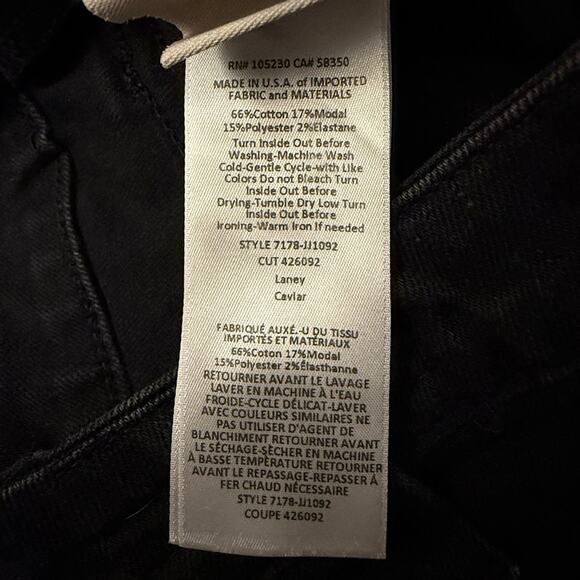 RN# 105230 CA# 58350
MADE IN U.S.A. of IMPORTED
FABRIC and MATERIALS
66%Cotton 17%Modal
15%Polyester 2%Elastane
Turn Inside Out Before
Washing-Machine Wash
Cold-Gentle Cycle-with Like
Colors Do not Bleach Turn
Inside Out Before
Drying-Tumble Dry Low Turn
Inside Out Before
Ironing-Warm Iron if needed
STYLE 7178-JJ1092
CUT 426092
Laney
Caviar
FABRIQUÉ AUXÉ.-U DU TISSU
IMPORTÉS ET MATÉRIAUX
66%Coton 17%Modal
15%Polyester 2%Élasthanne
RETOURNER AVANT LE LAVAGE
LAVER EN MACHINE À L'EAU
FROIDE-CYCLE DÉLICAT-LAVER
AVEC COULEURS SIMILAIRES NE
PAS UTILISER D'AGENT DE
BLANCHIMENT RETOURNER AVANT
LE SÉCHAGE-SÈCHER EN MACHINE
À BASSE TEMPÉRATURE RETOURNER
AVANT LE REPASSAGE-REPASSER À
FER CHAUD NÉCESSAIRE
STYLE 7178-JJ1092
COUPE 426092